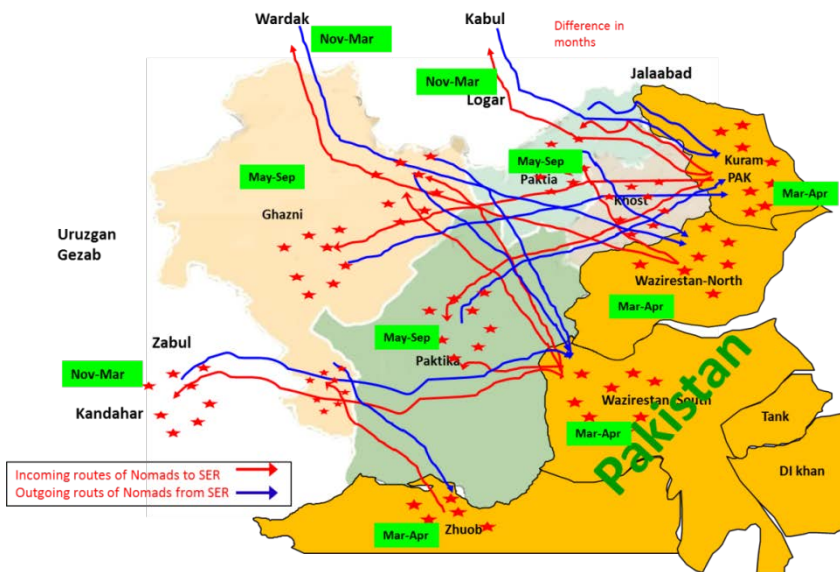 Wardak
Kabul
Difference in
months
Nov-Mar
Nov-Mar
Logar
Jalaabad
Kuram
PAK
Mar-Apr
May-Sep
Paktia
Khost
May-Sep
Ghazni
Uruzgan
Gezab
Wazirestan-North
Mar-Apr
Zabul
Nov-Mar
Kandahar
May-Sep
Paktika
Wazirestan-South
Mar-Apr
Pakistan
Tank
DI khan
Incoming routes of Nomads to SER
Outgoing routs of Nomads from SER
Mar-Apr
Zhuob